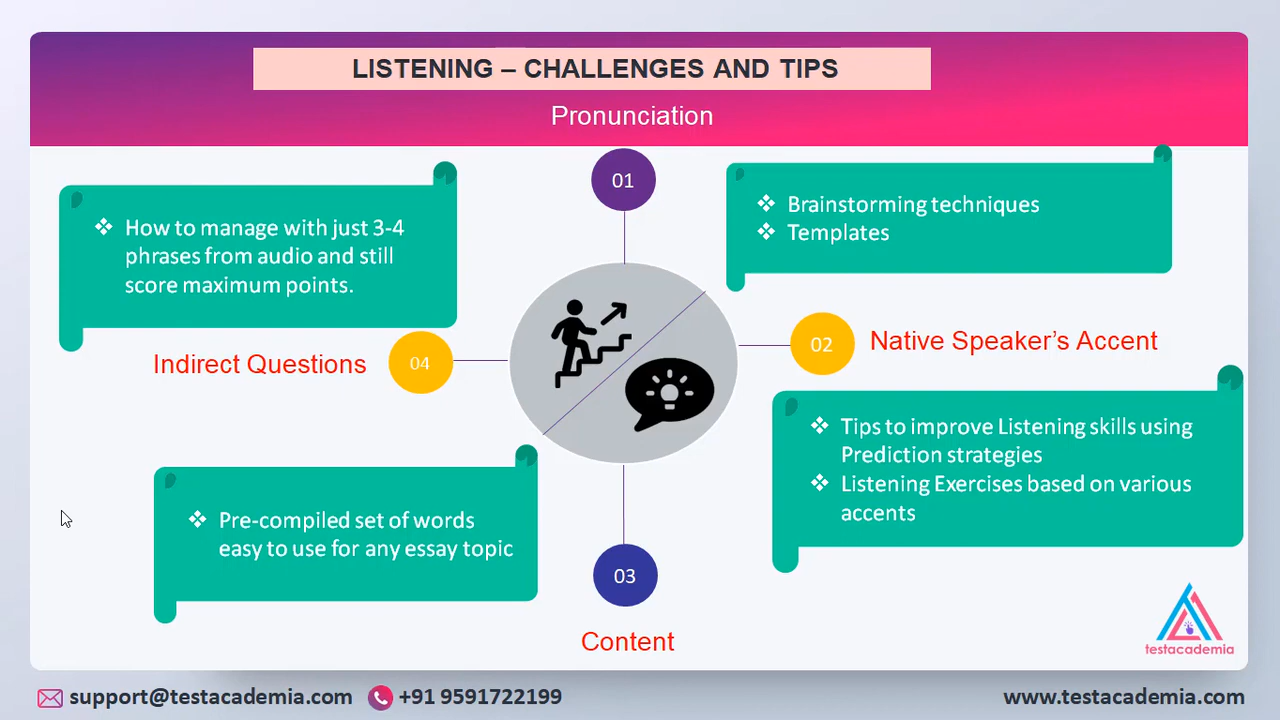 LISTENING – CHALLENGES AND TIPS
Pronunciation
01
❖ How to manage with just 3-4
phrases from audio and still
score maximum points.
❖ Brainstorming techniques
❖ Templates
02
Native Speaker’s Accent
04
Indirect Questions
❖ Tips to improve Listening skills using
Prediction strategies
❖ Listening Exercises based on various
accents
❖ Pre-compiled set of words
easy to use for any essay topic
03
Content
testacademia
support@testacademia.com
+91 9591722199
www.testacademia.com